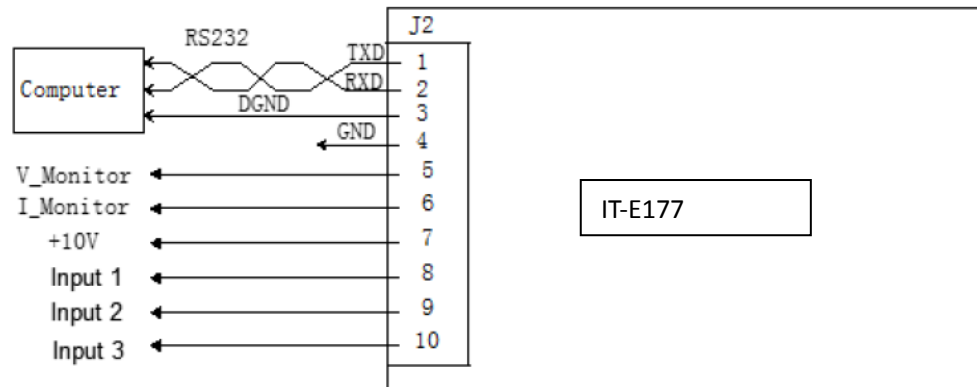 J2
RS232
TXD
1
Computer
RXD
2
DGND
3
GND
4
V_Monitor
5
I_Monitor
6
IT-E177
+10V
7
Input 1
8
Input 2
9
Input 3
10